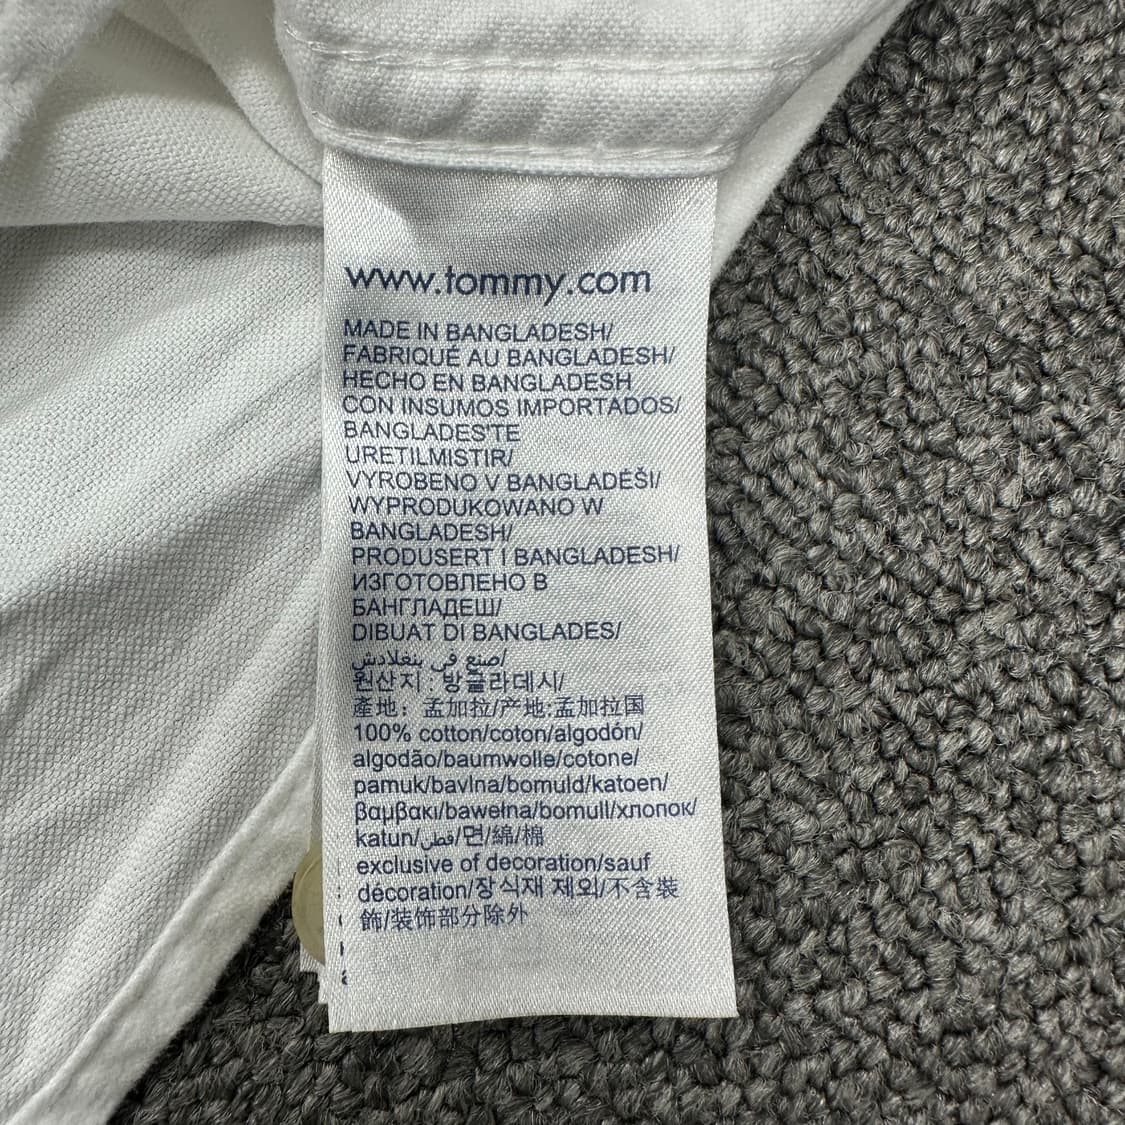 www.tommy.com
MADE IN BANGLADESH/
FABRIQUÉ AU BANGLADESH/
HECHO EN BANGLADESH
CON INSUMOS IMPORTADOS/
BANGLADES'TE
URETILMISTIR/
VYROBENO V BANGLADÉŠI/
WYPRODUKOWANO W
BANGLADESH/
PRODUSERT I BANGLADESH/
ИЗГОТОВЛЕНО В
БАНГЛАДЕШ/
DIBUAT DI BANGLADES/
صنع في بنغلادش/
원산지 : 방글라데시/
產地：孟加拉/产地:孟加拉国
100% cotton/coton/algodón/
algodão/baumwolle/cotone/
pamuk/bavlna/bomuld/katoen/
βαμβακι/bawełna/bomull/хлопок/
katun/قطن/면/綿/棉
exclusive of decoration/sauf
décoration/장식재 제외/不含裝
飾/装饰部分除外